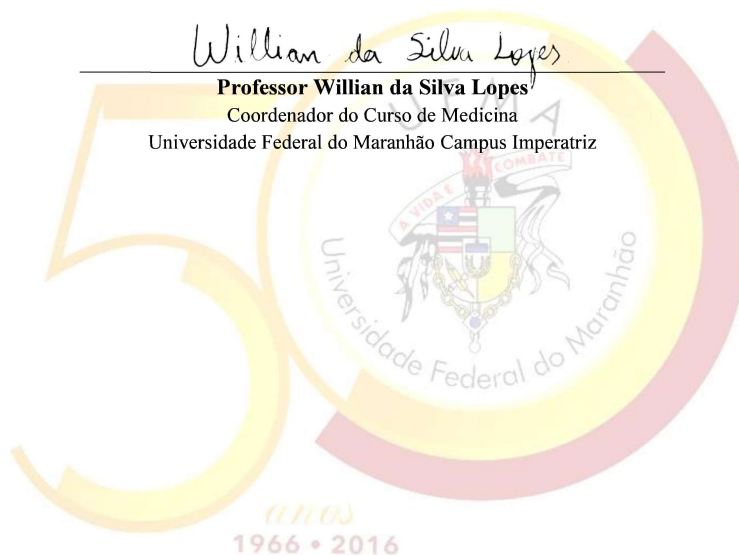 Willian da Silva Lopes
Professor Willian da Silva Lopes
Coordenador do Curso de Medicina
Universidade Federal do Maranhão Campus Imperatriz
UFMA
A VIDA É COMBATE
Universidade Federal do Maranhão
50
anos
1966 • 2016